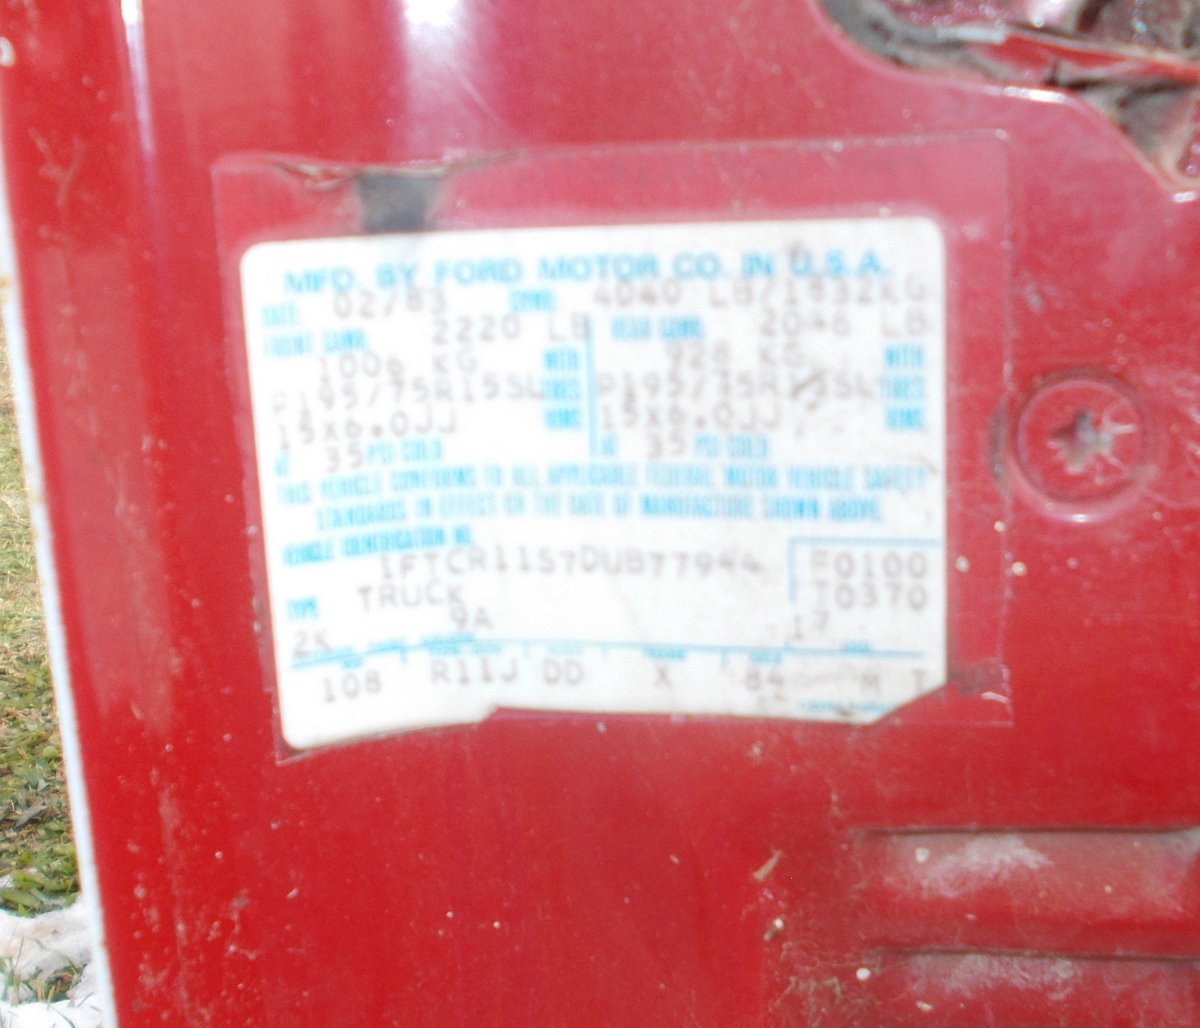 MFD. BY FORD MOTOR CO. IN U.S.A.
DATE: 02/83 GVWR: 4040 LB/1832KG
FRONT GAWR: 2220 LB REAR GAWR: 2046 LB
1006 KG WITH 928 KG WITH
P195/75R15SL TIRES P195/75R15SL TIRES
15X6.0JJ RIMS 15X6.0JJ RIMS
AT 35 PSI COLD AT 35 PSI COLD
THIS VEHICLE CONFORMS TO ALL APPLICABLE FEDERAL MOTOR VEHICLE SAFETY
STANDARDS IN EFFECT ON THE DATE OF MANUFACTURE SHOWN ABOVE.
VEHICLE IDENTIFICATION NO.
1FTCR11S7DUB77944 F0100
TYPE TRUCK T0370
2K 9A 17
108 R11J DD X 84 M T